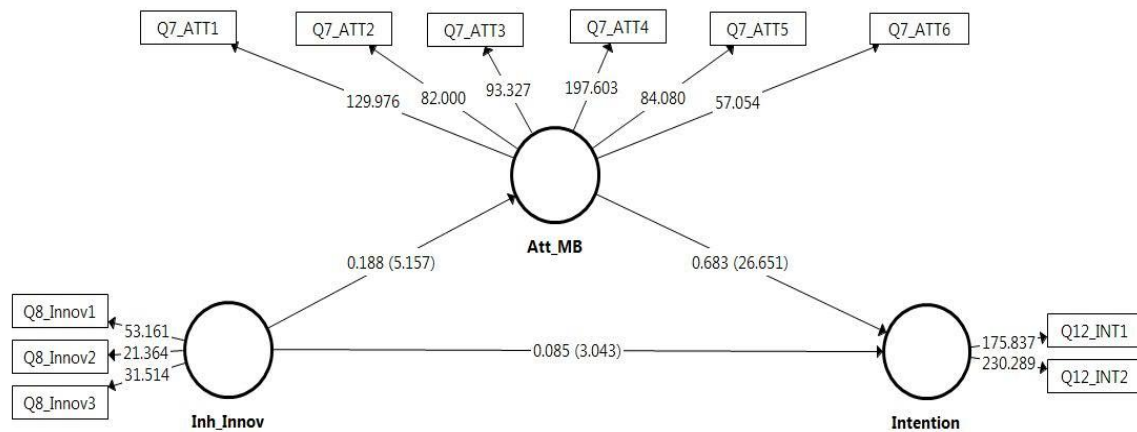 Q7_ATT1
Q7_ATT2
Q7_ATT3
Q7_ATT4
Q7_ATT5
Q7_ATT6
129.976
82.000
93.327
197.603
84.080
57.054
Att_MB
0.188 (5.157)
0.683 (26.651)
Q8_Innov1
Q8_Innov2
Q8_Innov3
53.161
21.364
31.514
0.085 (3.043)
175.837
230.289
Q12_INT1
Q12_INT2
Inh_Innov
Intention